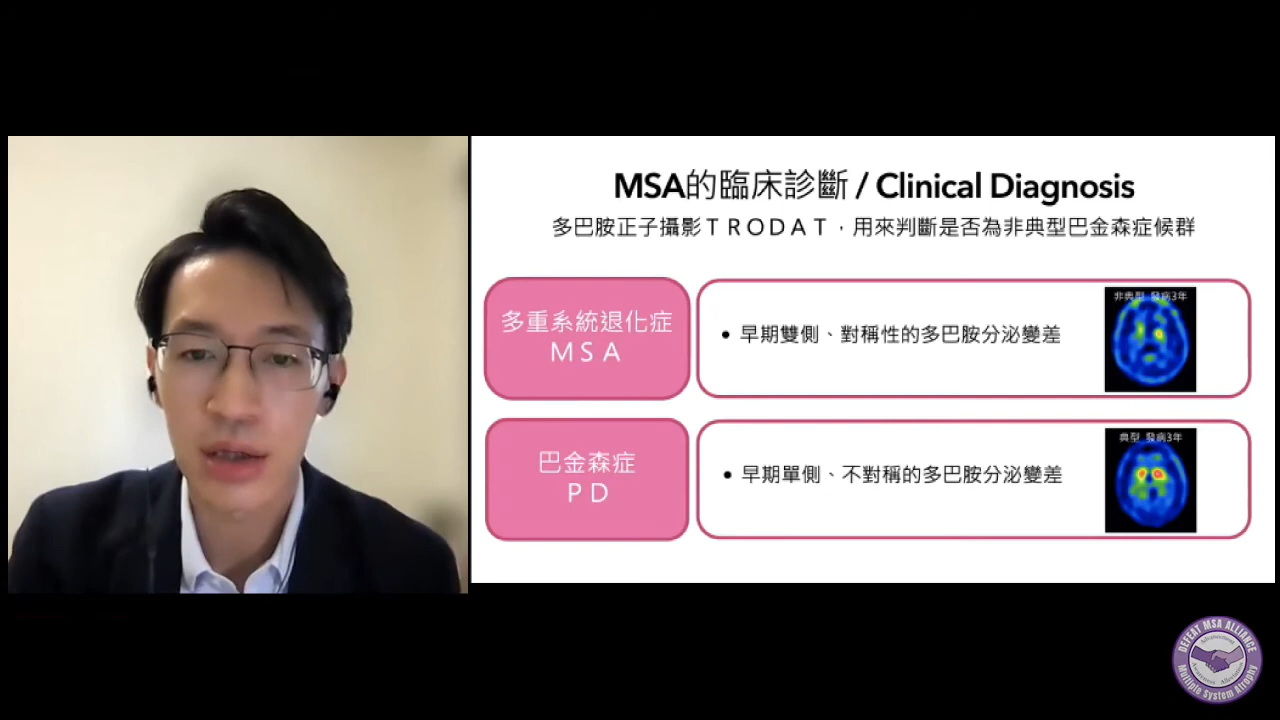 MSA的臨床診斷 / Clinical Diagnosis
多巴胺正子攝影TRODAT，用來判斷是否為非典型巴金森症候群
多重系統退化症
MSA
• 早期雙側、對稱性的多巴胺分泌變差
非典型 發病3年
巴金森症
PD
• 早期單側、不對稱的多巴胺分泌變差
典型 發病3年
DEFEAT MSA ALLIANCE
Multiple System Atrophy